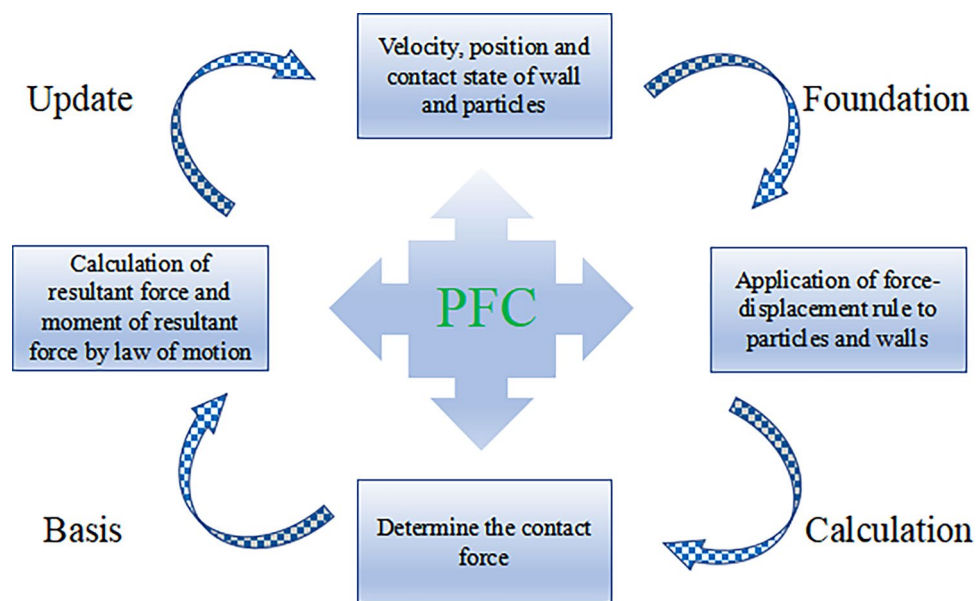 Velocity, position and
contact state of wall
and particles
Update
Foundation
Calculation of
resultant force and
moment of resultant
force by law of motion
PFC
Application of force-
displacement rule to
particles and walls
Basis
Determine the contact
force
Calculation